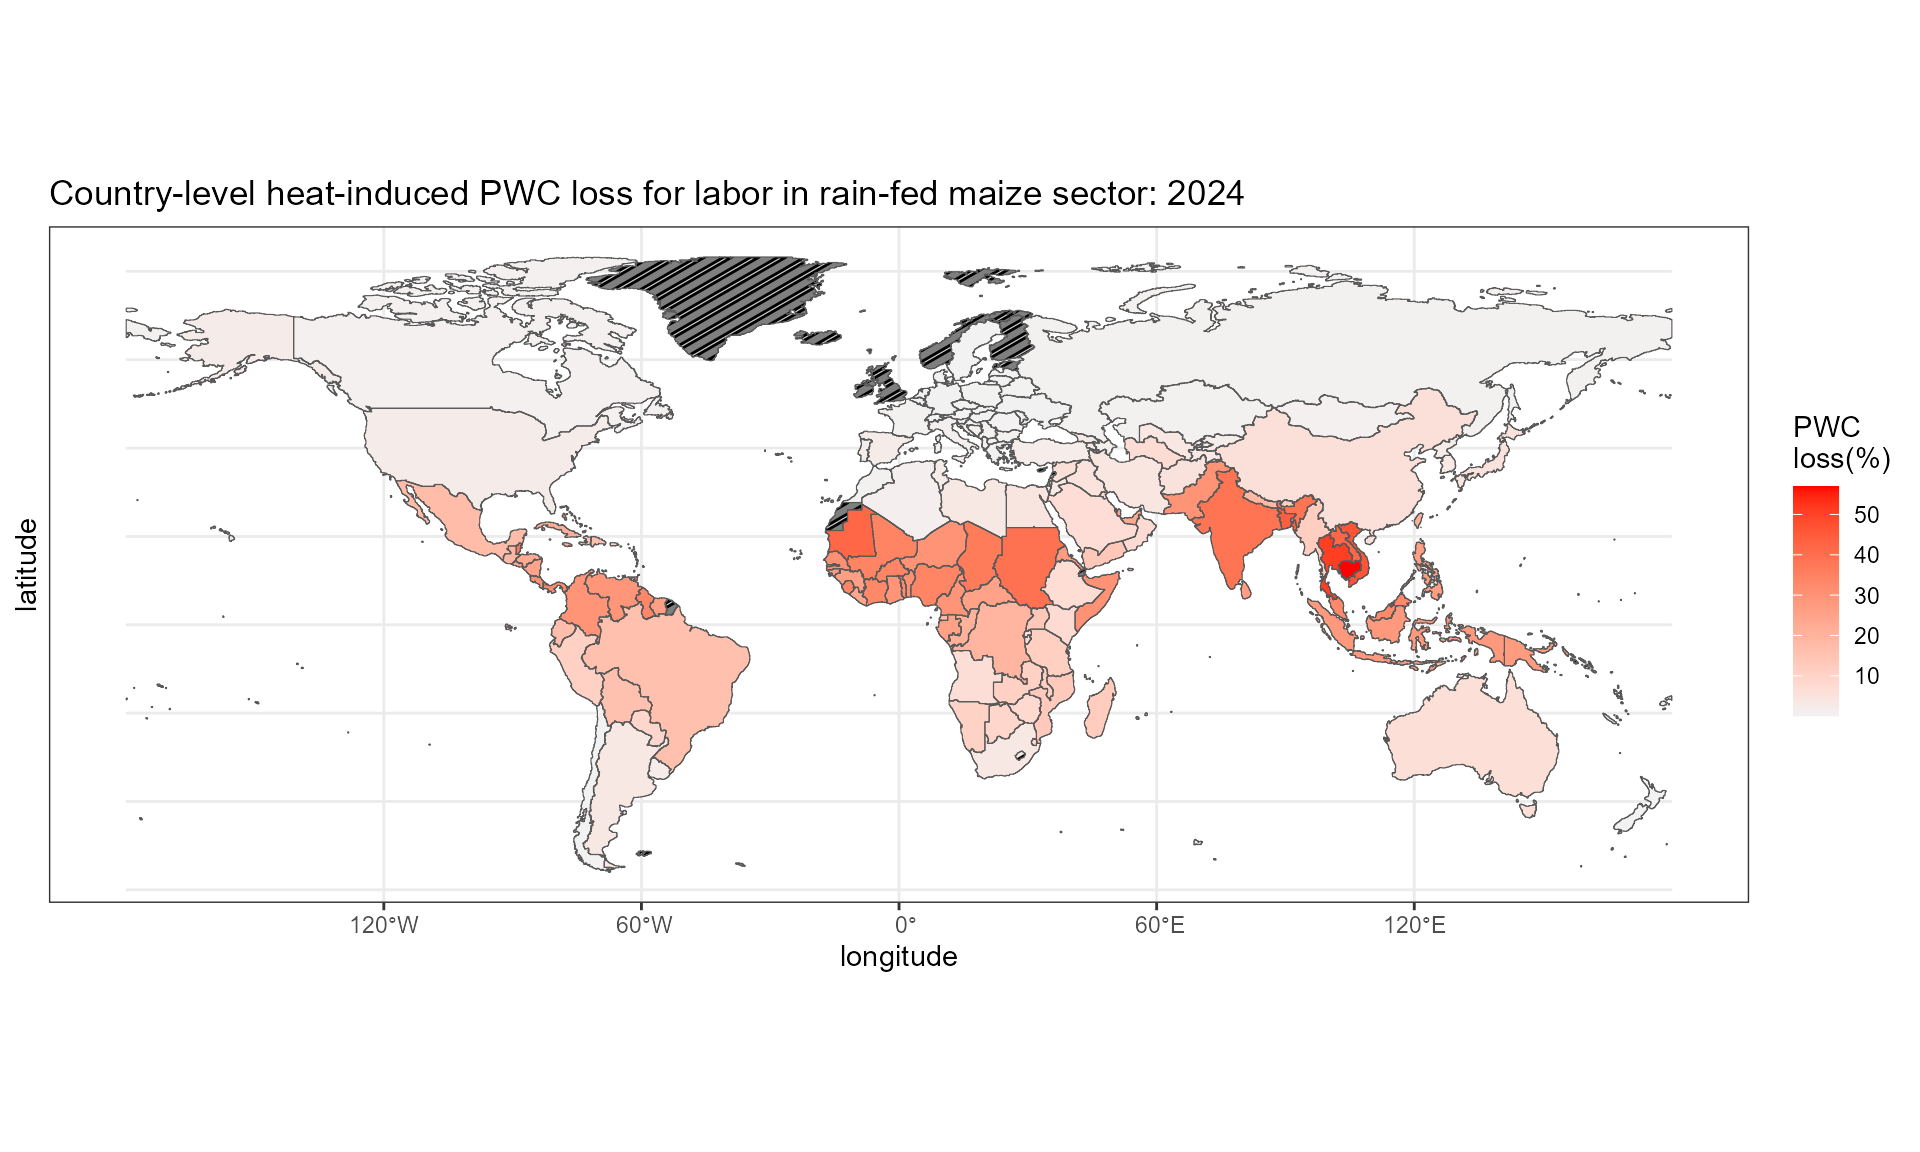 Country-level heat-induced PWC loss for labor in rain-fed maize sector: 2024
latitude
120°W
60°W
0°
60°E
120°E
longitude
PWC
loss(%)
50
40
30
20
10